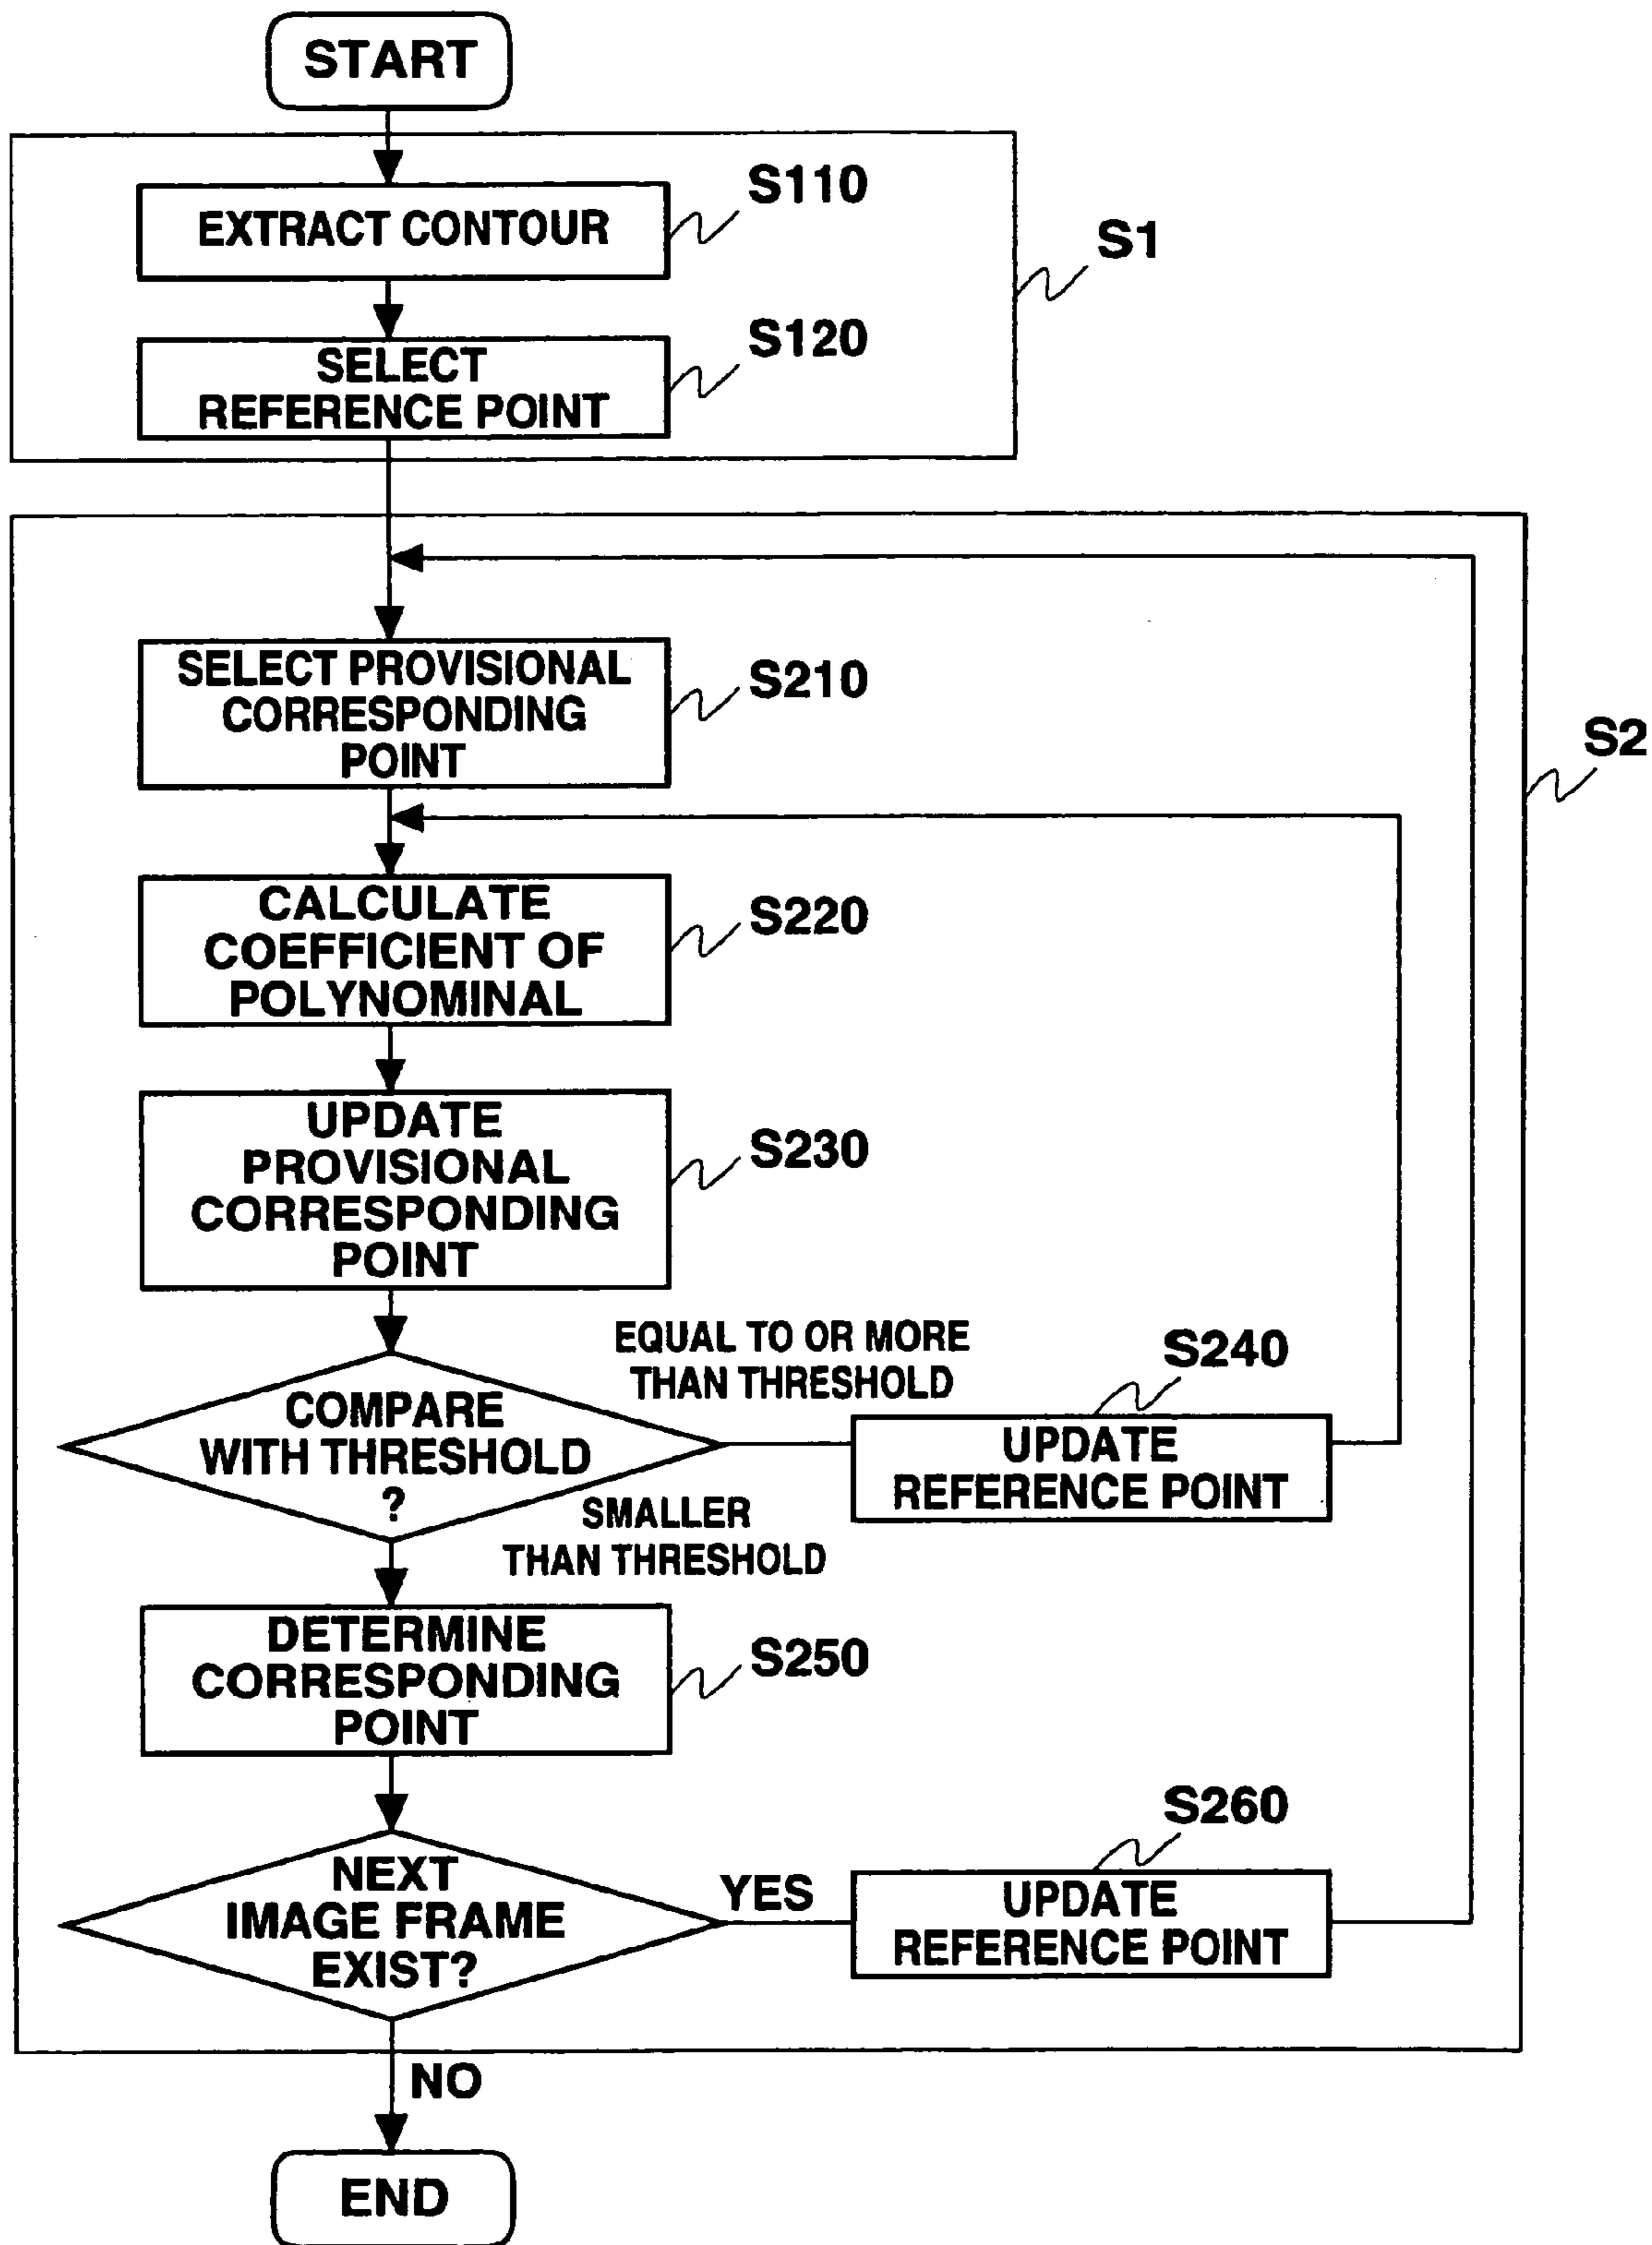 START
EXTRACT CONTOUR
S110
S1
SELECT
REFERENCE POINT
S120
SELECT PROVISIONAL
CORRESPONDING
POINT
S210
S2
CALCULATE
COEFFICIENT OF
POLYNOMINAL
S220
UPDATE
PROVISIONAL
CORRESPONDING
POINT
S230
EQUAL TO OR MORE
THAN THRESHOLD
S240
COMPARE
WITH THRESHOLD
?
UPDATE
REFERENCE POINT
SMALLER
THAN THRESHOLD
DETERMINE
CORRESPONDING
POINT
S250
S260
NEXT
IMAGE FRAME
EXIST?
YES
UPDATE
REFERENCE POINT
NO
END